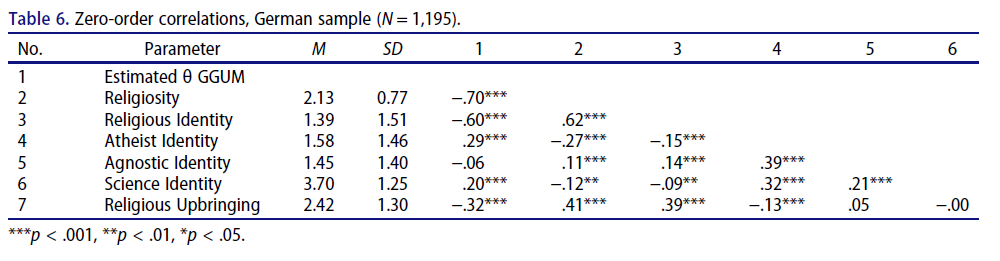 Table 6. Zero-order correlations, German sample (N = 1,195).
No. Parameter M SD 1 2 3 4 5 6
1 Estimated θ GGUM
2 Religiosity 2.13 0.77 −.70***
3 Religious Identity 1.39 1.51 −.60*** .62***
4 Atheist Identity 1.58 1.46 .29*** −.27*** −.15***
5 Agnostic Identity 1.45 1.40 −.06 .11*** .14*** .39***
6 Science Identity 3.70 1.25 .20*** −.12** −.09** .32*** .21***
7 Religious Upbringing 2.42 1.30 −.32*** .41*** .39*** −.13*** .05 −.00
***p < .001, **p < .01, *p < .05.